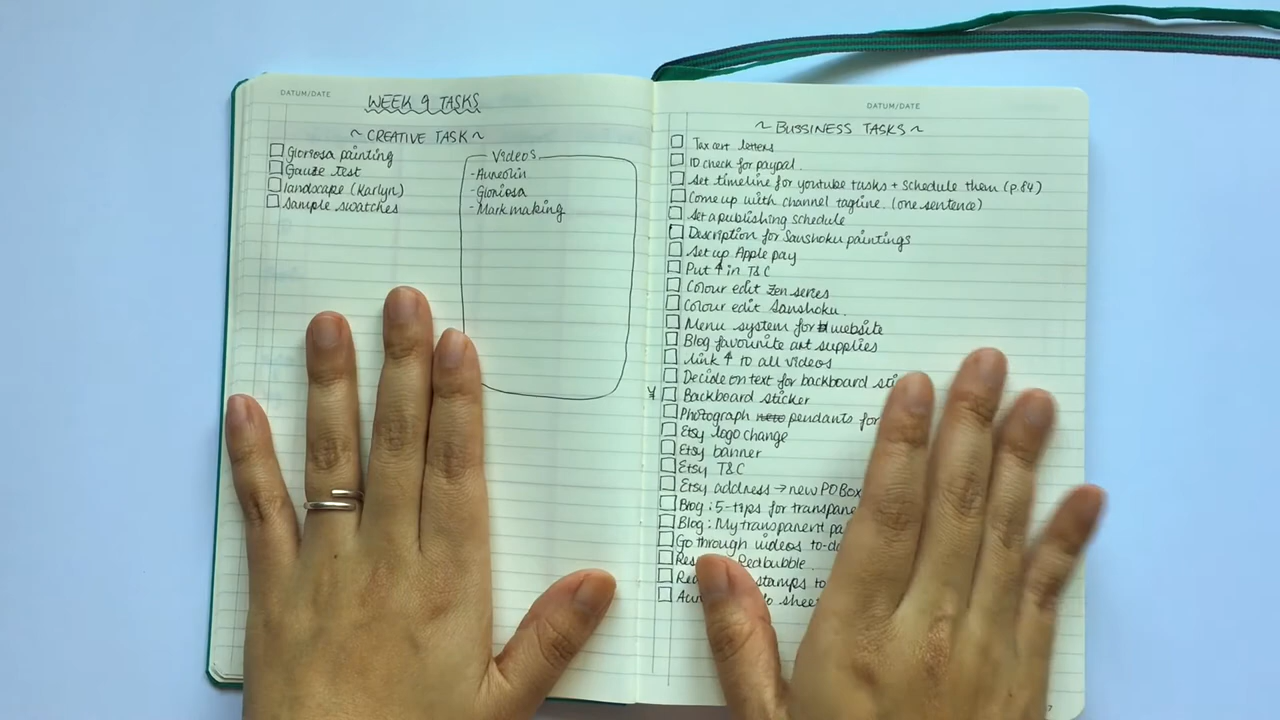 DATUM/DATE
WEEK 9 TASKS
~ CREATIVE TASK ~
Gloriosa painting
Gauze test
landscape (Karlyn)
Sample swatches
Videos
- Aureolin
- Gloriosa
- Mark making
DATUM/DATE
~ BUSSINESS TASKS ~
Tax art letters
ID check for paypal.
Set timeline for youtube tasks + schedule them (p.84)
Come up with channel tagline. (one sentence)
Set a publishing schedule
Description for Sanshoku paintings
Set up Apple pay
Put ↑ in T&C
Colour edit Zen series
Colour edit Sanshoku.
Menu system for website
Blog favourite art supplies
Link ↑ to all videos
Decide on text for backboard
Backboard sticker
Photograph pendants for
Etsy logo change
Etsy banner
Etsy T&C
Etsy address → new PO Box
Blog : 5-tips for
Blog : My transparent
Go through videos
Redbubble
stamps to